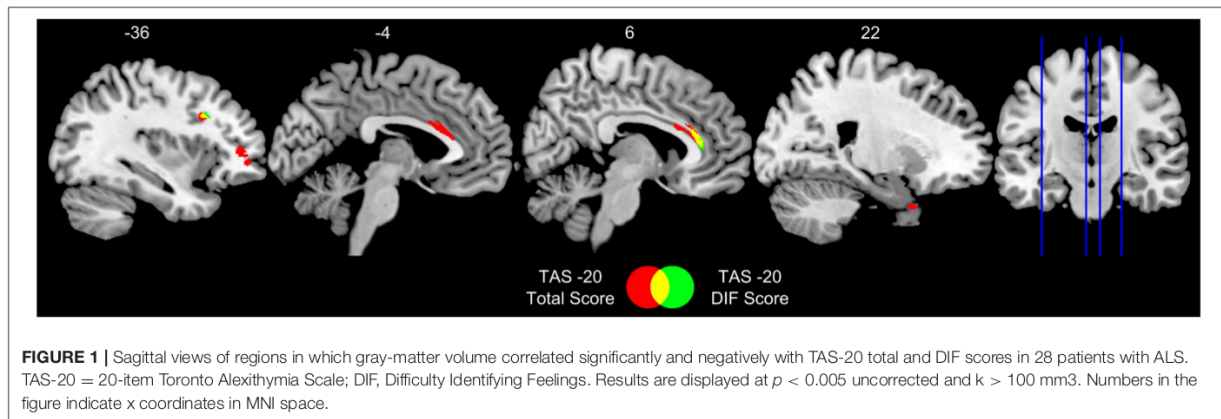 -36 -4 6 22
TAS -20 TAS -20
Total Score DIF Score
FIGURE 1 | Sagittal views of regions in which gray-matter volume correlated significantly and negatively with TAS-20 total and DIF scores in 28 patients with ALS.
TAS-20 = 20-item Toronto Alexithymia Scale; DIF, Difficulty Identifying Feelings. Results are displayed at p < 0.005 uncorrected and k > 100 mm3. Numbers in the
figure indicate x coordinates in MNI space.